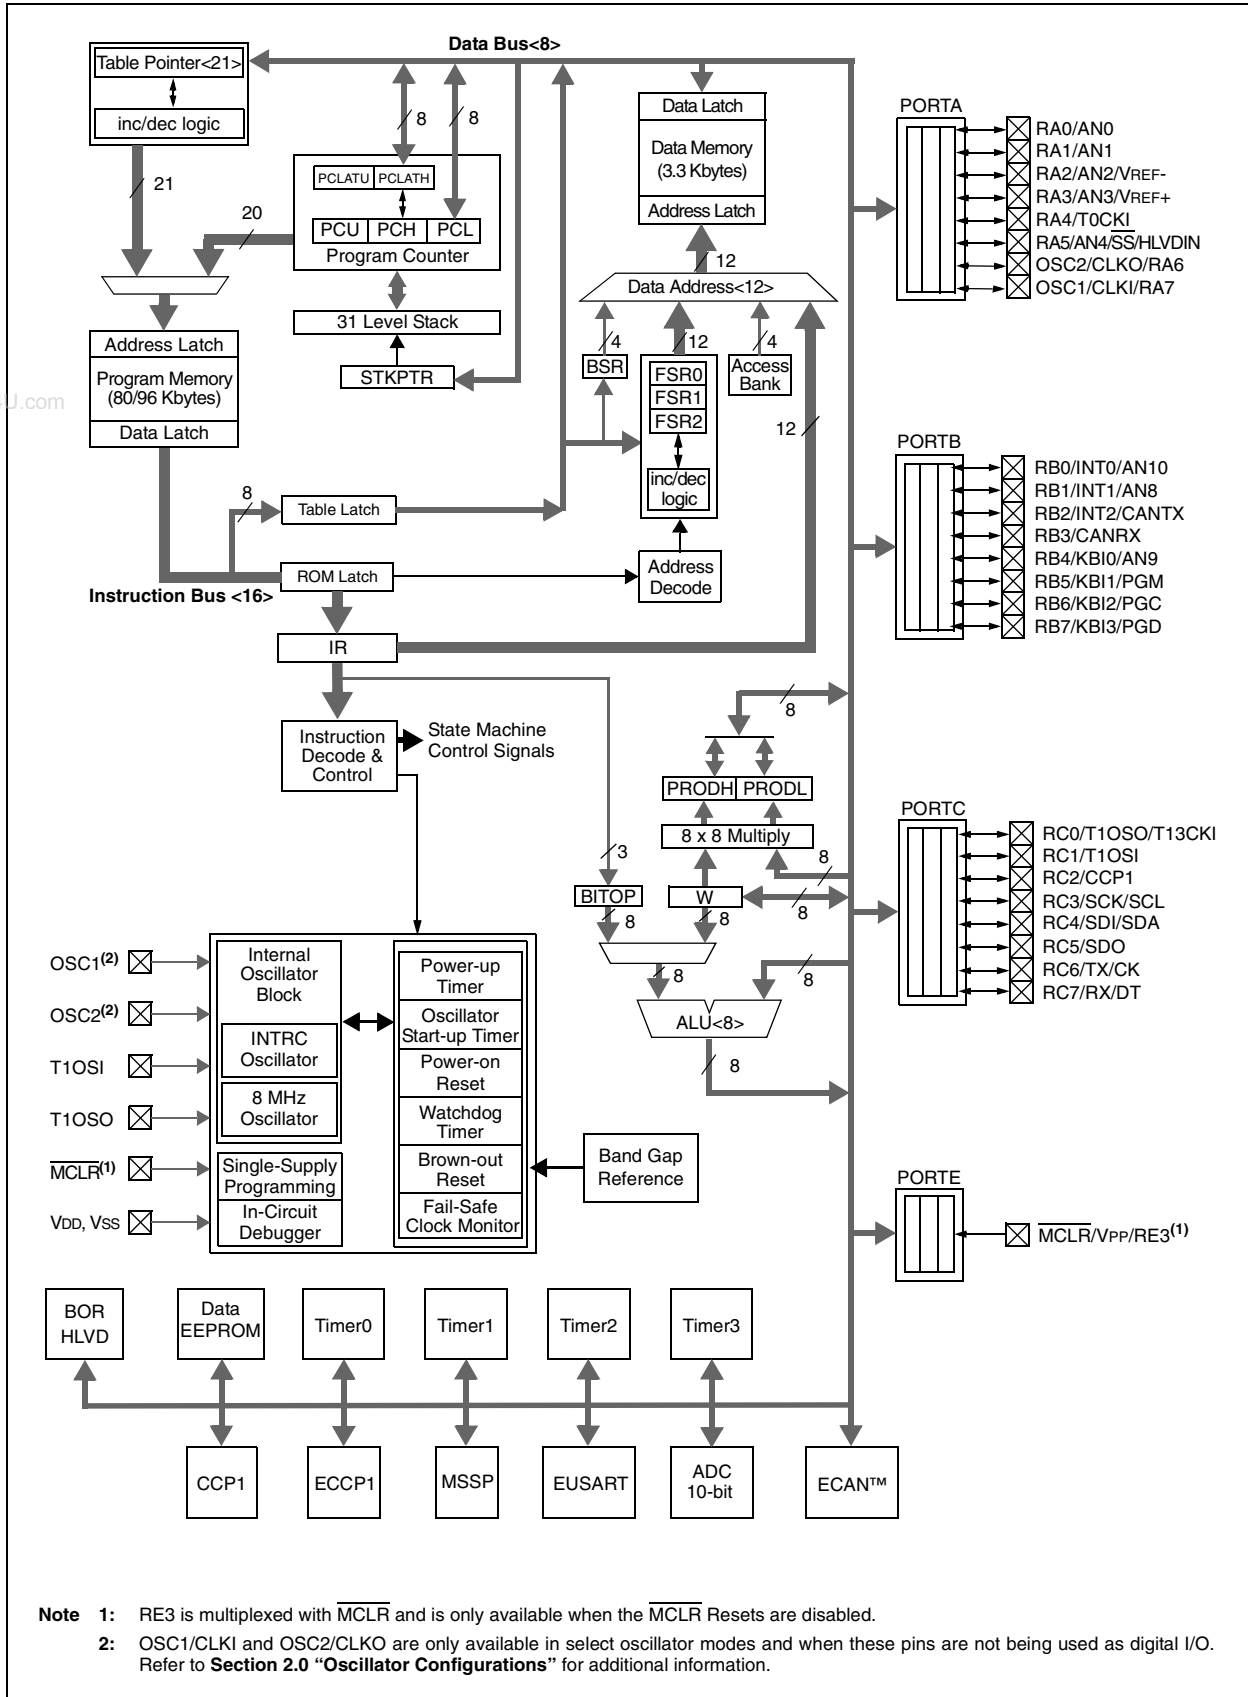 Data Bus<8>
Table Pointer<21>
inc/dec logic
21
20
8
8
PCLATU
PCLATH
PCU
PCH
PCL
Program Counter
31 Level Stack
STKPTR
Data Latch
Data Memory
(3.3 Kbytes)
Address Latch
12
Data Address<12>
4
12
4
BSR
FSR0
FSR1
FSR2
inc/dec
logic
Access
Bank
12
Address Latch
Program Memory
(80/96 Kbytes)
Data Latch
U.com
8
Table Latch
ROM Latch
Instruction Bus <16>
Address
Decode
IR
Instruction
Decode &
Control
State Machine
Control Signals
8
PRODH
PRODL
8 x 8 Multiply
3
8
BITOP
W
8
8
8
8
8
ALU<8>
8
PORTA
RA0/AN0
RA1/AN1
RA2/AN2/VREF-
RA3/AN3/VREF+
RA4/T0CKI
RA5/AN4/SS/HLVDIN
OSC2/CLKO/RA6
OSC1/CLKI/RA7
PORTB
RB0/INT0/AN10
RB1/INT1/AN8
RB2/INT2/CANTX
RB3/CANRX
RB4/KBI0/AN9
RB5/KBI1/PGM
RB6/KBI2/PGC
RB7/KBI3/PGD
PORTC
RC0/T1OSO/T13CKI
RC1/T1OSI
RC2/CCP1
RC3/SCK/SCL
RC4/SDI/SDA
RC5/SDO
RC6/TX/CK
RC7/RX/DT
PORTE
MCLR/VPP/RE3(1)
OSC1(2)
OSC2(2)
T1OSI
T1OSO
MCLR(1)
VDD, VSS
Internal
Oscillator
Block
INTRC
Oscillator
8 MHz
Oscillator
Single-Supply
Programming
In-Circuit
Debugger
Power-up
Timer
Oscillator
Start-up Timer
Power-on
Reset
Watchdog
Timer
Brown-out
Reset
Fail-Safe
Clock Monitor
Band Gap
Reference
BOR
HLVD
Data
EEPROM
Timer0
Timer1
Timer2
Timer3
CCP1
ECCP1
MSSP
EUSART
ADC
10-bit
ECAN™
Note 1: RE3 is multiplexed with MCLR and is only available when the MCLR Resets are disabled.
2: OSC1/CLKI and OSC2/CLKO are only available in select oscillator modes and when these pins are not being used as digital I/O.
Refer to Section 2.0 “Oscillator Configurations” for additional information.